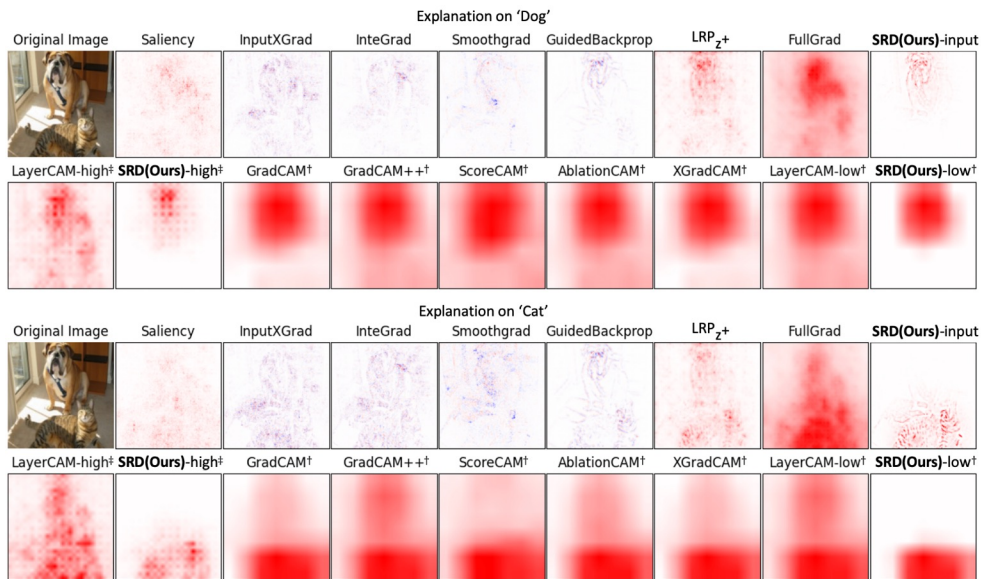 Explanation on ‘Dog’
Original Image Saliency InputXGrad InteGrad Smoothgrad GuidedBackprop LRPZ+ FullGrad SRD(Ours)-input
LayerCAM-high‡ SRD(Ours)-high‡ GradCAM† GradCAM++† ScoreCAM† AblationCAM† XGradCAM† LayerCAM-low† SRD(Ours)-low†
Explanation on ‘Cat’
Original Image Saliency InputXGrad InteGrad Smoothgrad GuidedBackprop LRPZ+ FullGrad SRD(Ours)-input
LayerCAM-high‡ SRD(Ours)-high‡ GradCAM† GradCAM++† ScoreCAM† AblationCAM† XGradCAM† LayerCAM-low† SRD(Ours)-low†